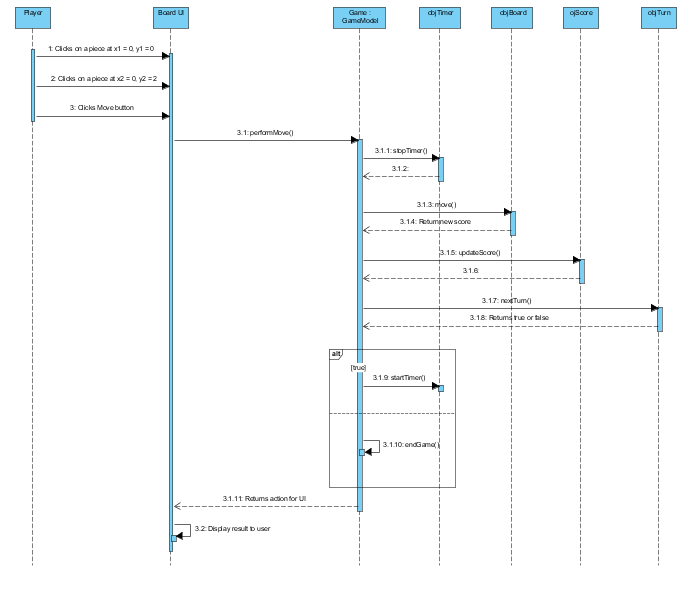 Player
Board UI
Game :
GameModel
objTimer
objBoard
ojScore
objTurn
1: Clicks on a piece at x1 = 0, y1 = 0
2: Clicks on a piece at x2 = 0, y2 = 2
3: Clicks Move button
3.1: performMove()
3.1.1: stopTimer()
3.1.2:
3.1.3: move()
3.1.4: Return new score
3.1.5: updateScore()
3.1.6:
3.1.7: nextTurn()
3.1.8: Returns true or false
alt
[true]
3.1.9: startTimer()
3.1.10: endGame()
3.1.11: Returns action for UI
3.2: Display result to user